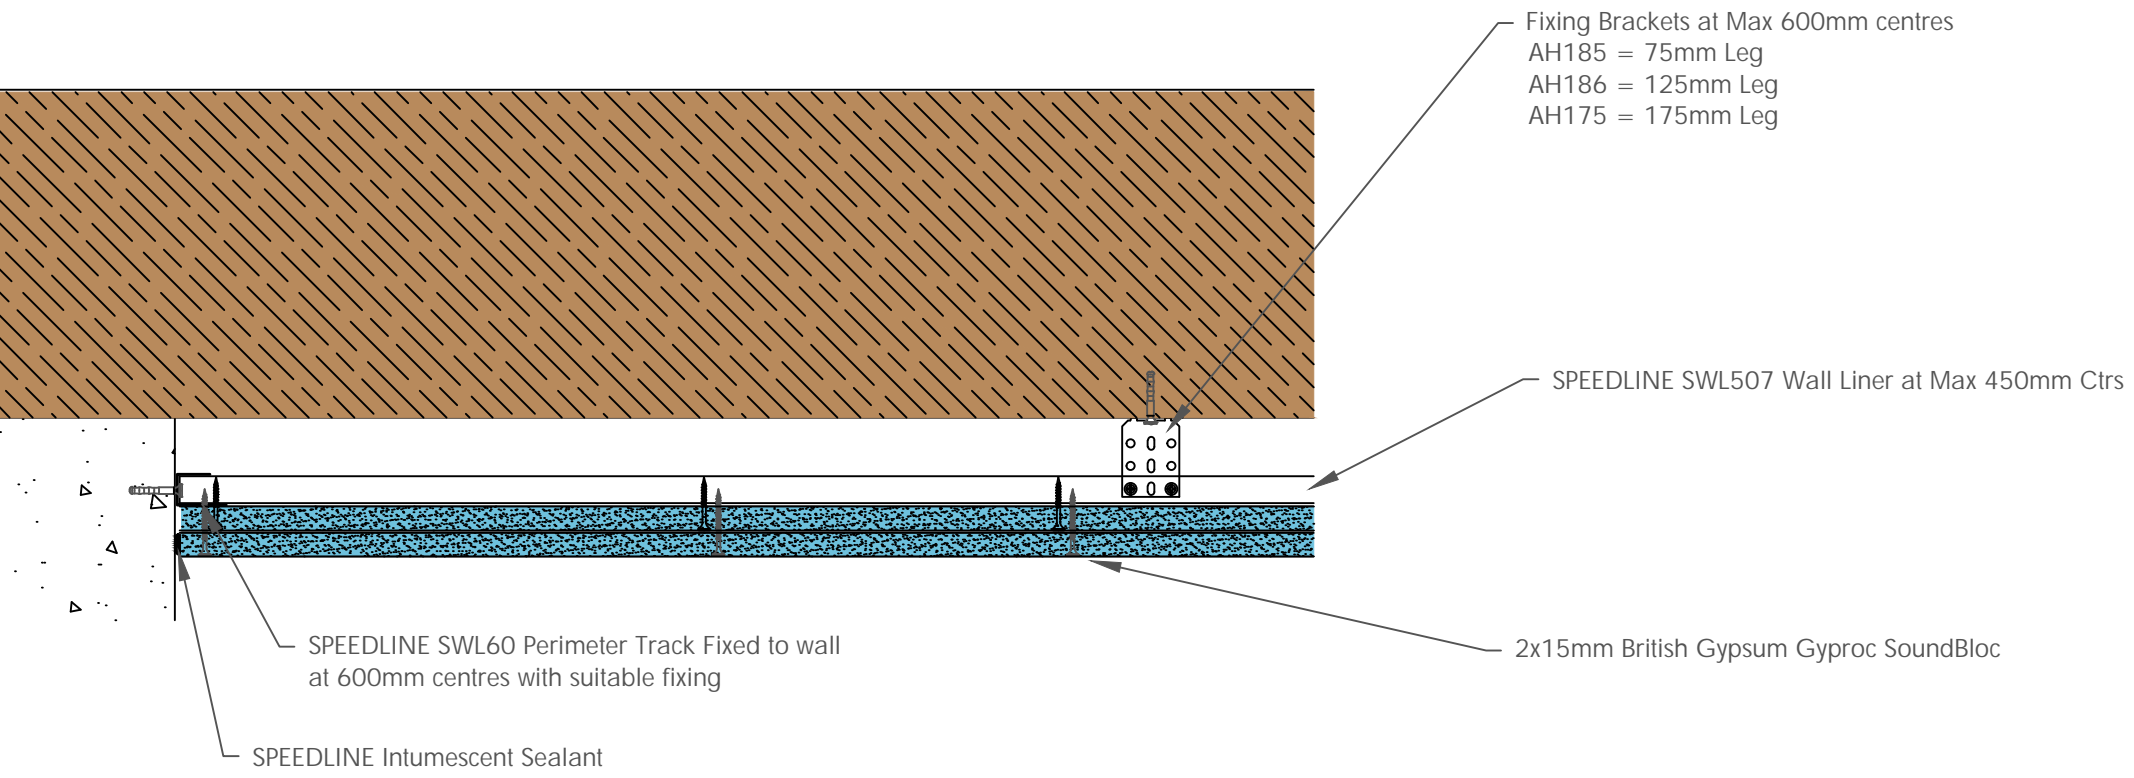 Fixing Brackets at Max 600mm centres
AH185 = 75mm Leg
AH186 = 125mm Leg
AH175 = 175mm Leg
SPEEDLINE SWL507 Wall Liner at Max 450mm Ctrs
SPEEDLINE SWL60 Perimeter Track Fixed to wall
at 600mm centres with suitable fixing
2x15mm British Gypsum Gyproc SoundBloc
SPEEDLINE Intumescent Sealant